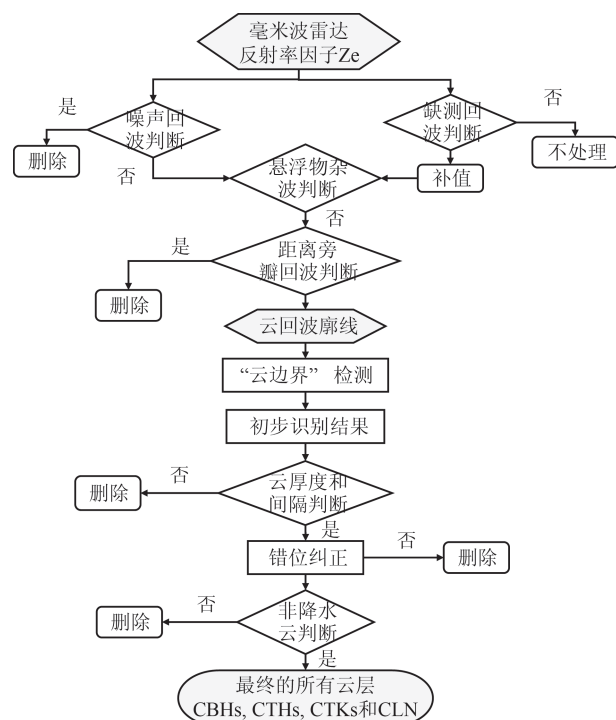 毫米波雷达
反射率因子Ze
是
噪声回
波判断
缺测回
波判断
否
删除
不处理
否
悬浮物杂
波判断
补值
否
是
距离旁
瓣回波判断
删除
云回波廓线
“云边界” 检测
初步识别结果
否
云厚度和
间隔判断
删除
是
错位纠正
否
删除
否
非降水
云判断
删除
是
最终的所有云层
CBHs, CTHs, CTKs和CLN